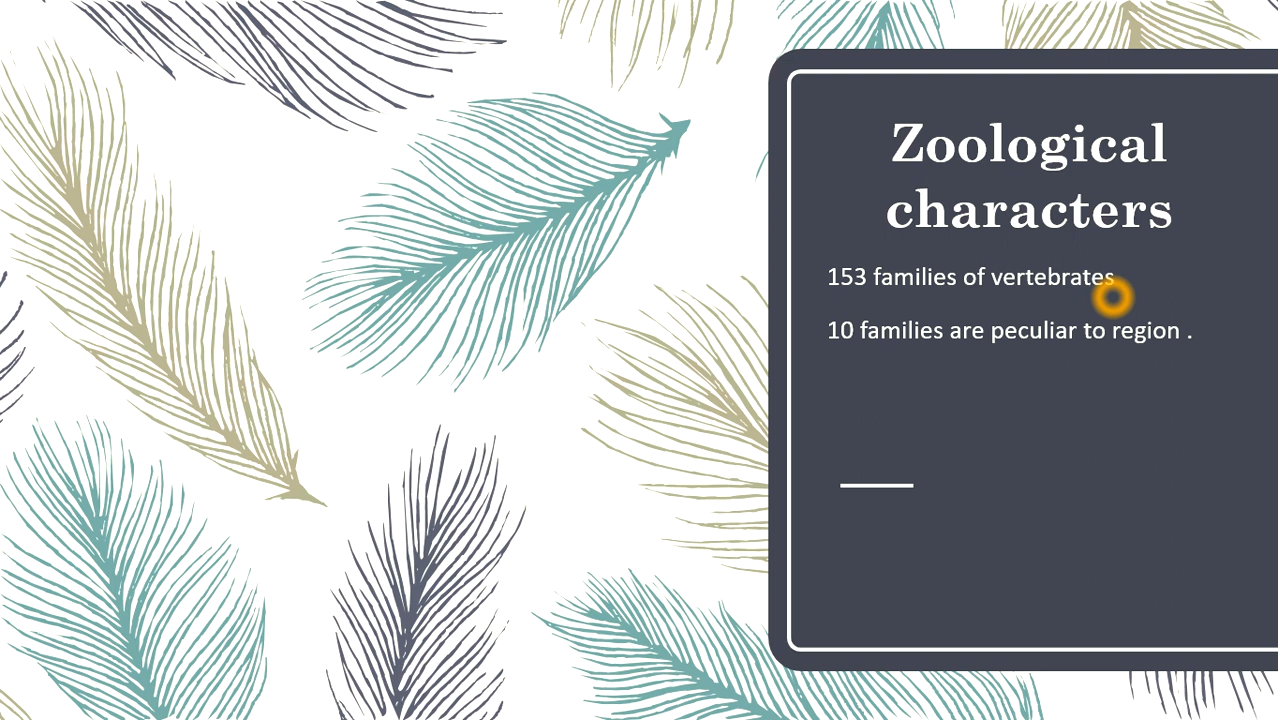 Zoological
characters
153 families of vertebrates
10 families are peculiar to region .